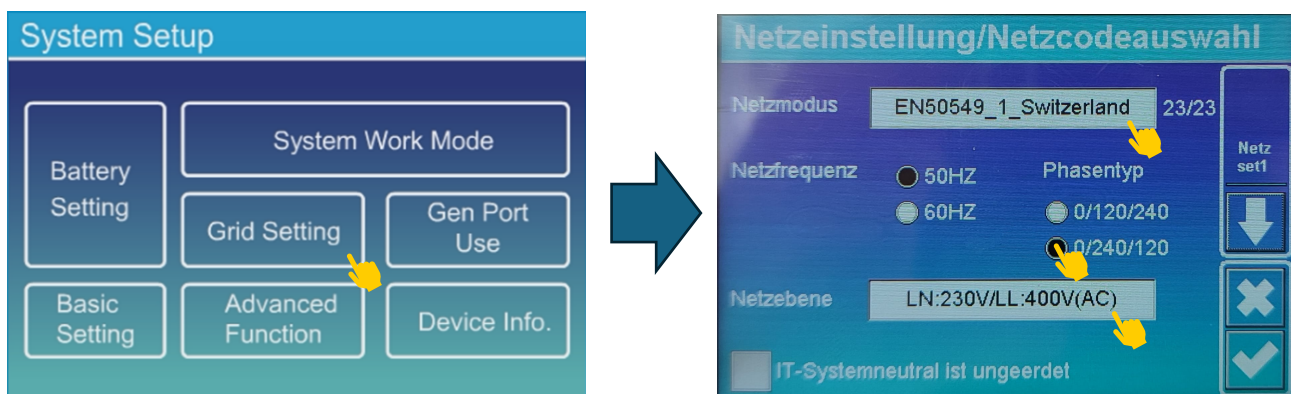 System Setup
Battery
Setting
System Work Mode
Grid Setting
Gen Port
Use
Basic
Setting
Advanced
Function
Device Info.
Netzeinstellung/Netzcodeauswahl
Netzmodus
EN50549_1_Switzerland
23/23
Netz
set1
Netzfrequenz
50HZ
Phasentyp
60HZ
0/120/240
0/240/120
Netzebene
LN:230V/LL:400V(AC)
IT-Systemneutral ist ungeerdet